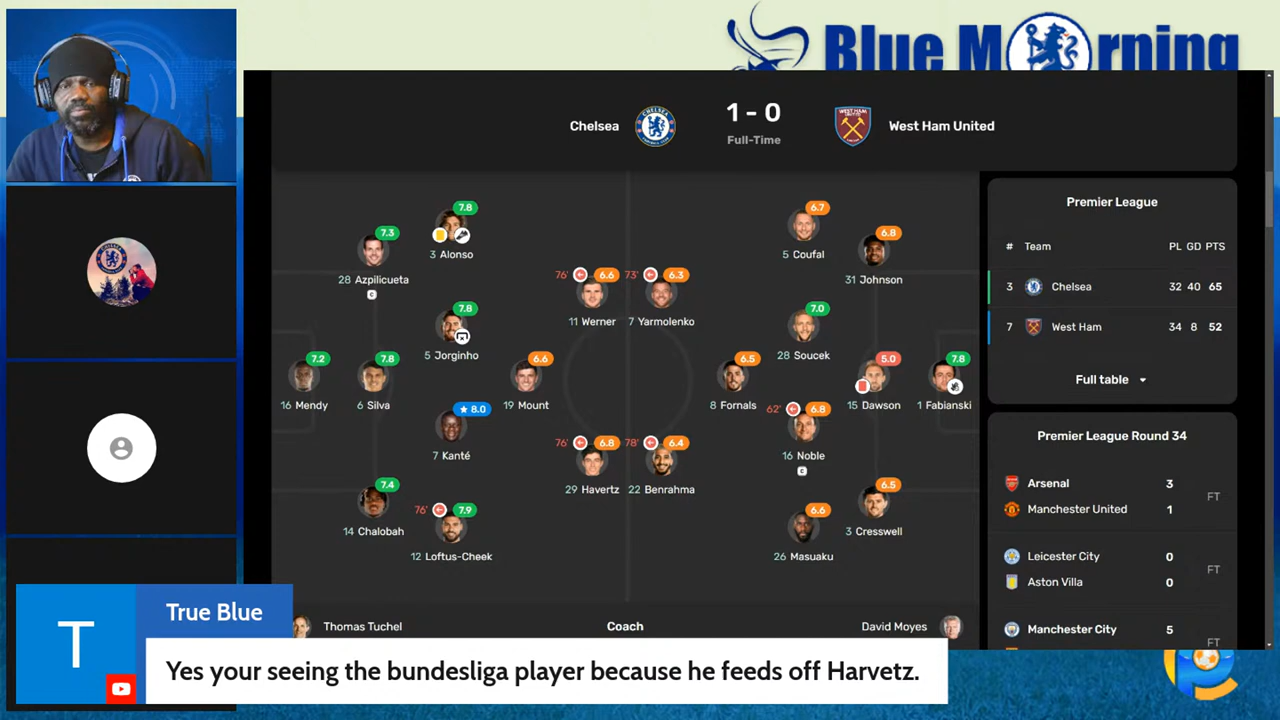 Blue M rning
Chelsea
1 - 0
Full-Time
West Ham United
7.8
3 Alonso
7.3
28 Azpilicueta
C
7.8
5 Jorginho
7.2
16 Mendy
7.8
6 Silva
8.0
7 Kanté
7.4
14 Chalobah
76'
7.9
12 Loftus-Cheek
6.6
19 Mount
76'
6.6
11 Werner
76'
6.8
29 Havertz
73'
6.3
7 Yarmolenko
78'
6.4
22 Benrahma
6.5
8 Fornals
6.7
5 Coufal
6.8
31 Johnson
7.0
28 Soucek
5.0
15 Dawson
7.8
1 Fabianski
62'
6.8
16 Noble
C
6.5
3 Cresswell
6.6
26 Masuaku
Thomas Tuchel
Coach
David Moyes
Premier League
# Team PL GD PTS
3 Chelsea 32 40 65
7 West Ham 34 8 52
Full table
Premier League Round 34
Arsenal 3
FT
Manchester United 1
Leicester City 0
FT
Aston Villa 0
Manchester City 5
FT
T
True Blue
Yes your seeing the bundesliga player because he feeds off Harvetz.